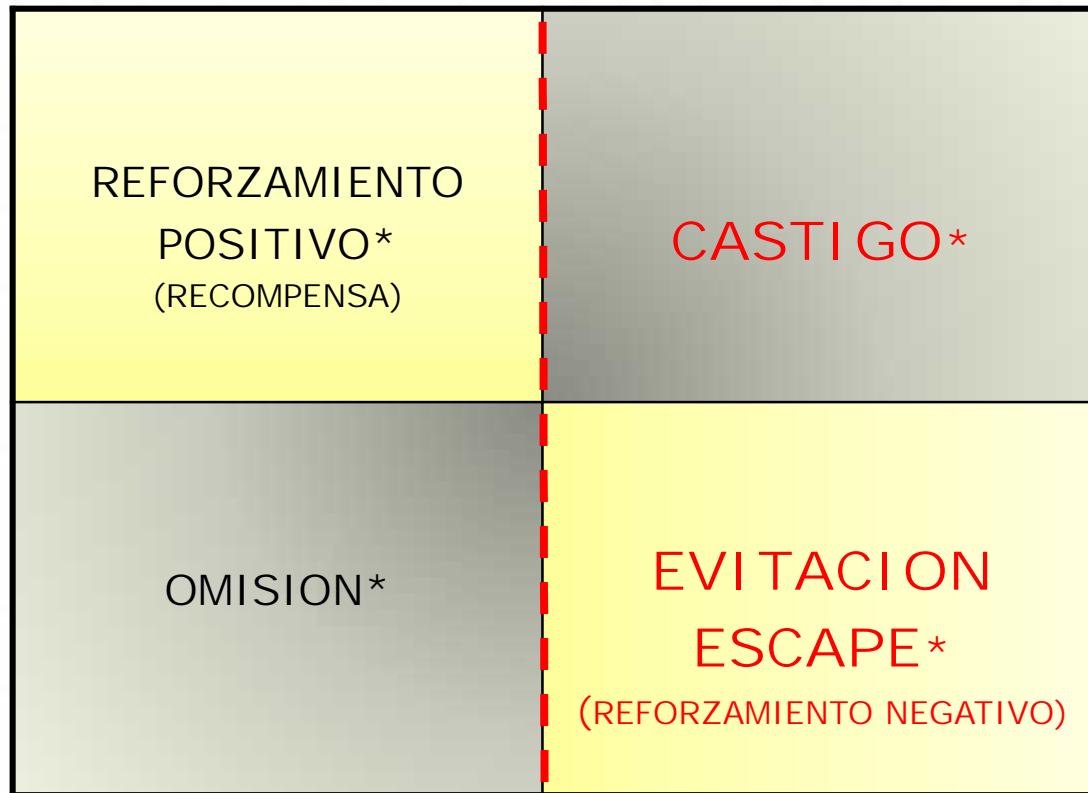 REFORZAMIENTO
POSITIVO*
(RECOMPENSA)
CASTIGO*
OMISION*
EVITACION
ESCAPE*
(REFORZAMIENTO NEGATIVO)